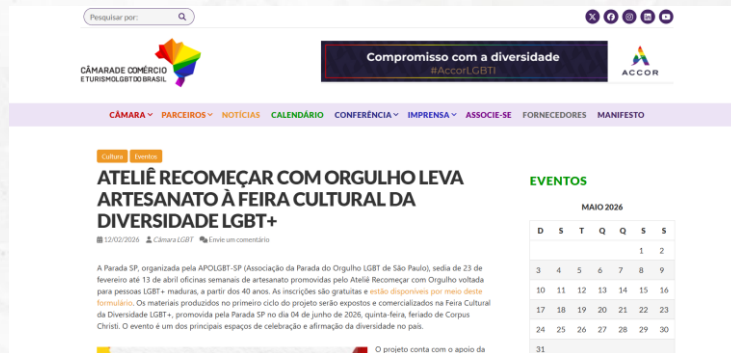 Pesquisar por:
CÂMARA DE COMÉRCIO
E TURISMO LGBT DO BRASIL
Compromisso com a diversidade
#AccorLGBTI
ACCOR
CÂMARA PARCEIROS NOTÍCIAS CALENDÁRIO CONFERÊNCIA IMPRENSA ASSOCIE-SE FORNECEDORES MANIFESTO
Cultura Eventos
ATELIÊ RECOMEÇAR COM ORGULHO LEVA
ARTESANATO À FEIRA CULTURAL DA
DIVERSIDADE LGBT+
12/02/2026 Câmara LGBT Envie um comentário
A Parada SP, organizada pela APOLGBT-SP (Associação da Parada do Orgulho LGBT de São Paulo), sedia de 23 de
fevereiro até 13 de abril oficinas semanais de artesanato promovidas pelo Ateliê Recomeçar com Orgulho voltada
para pessoas LGBT+ maduras, a partir dos 40 anos. As inscrições são gratuitas e estão disponíveis por meio deste
formulário. Os materiais produzidos no primeiro ciclo do projeto serão expostos e comercializados na Feira Cultural
da Diversidade LGBT+, promovida pela Parada SP no dia 04 de junho de 2026, quinta-feira, feriado de Corpus
Christi. O evento é um dos principais espaços de celebração e afirmação da diversidade no país.
O projeto conta com o apoio da
EVENTOS
MAIO 2026
D S T Q Q S S
1 2
3 4 5 6 7 8 9
10 11 12 13 14 15 16
17 18 19 20 21 22 23
24 25 26 27 28 29 30
31